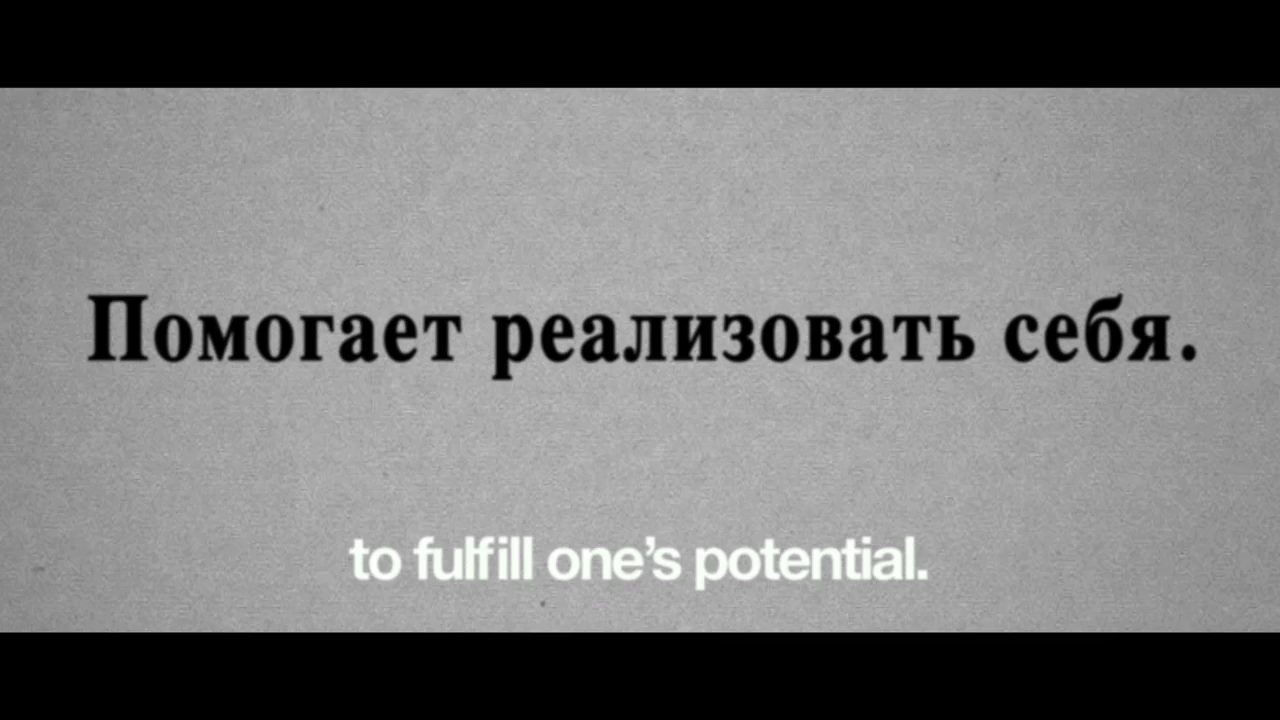 Помогает реализовать себя.
to fulfill one’s potential.